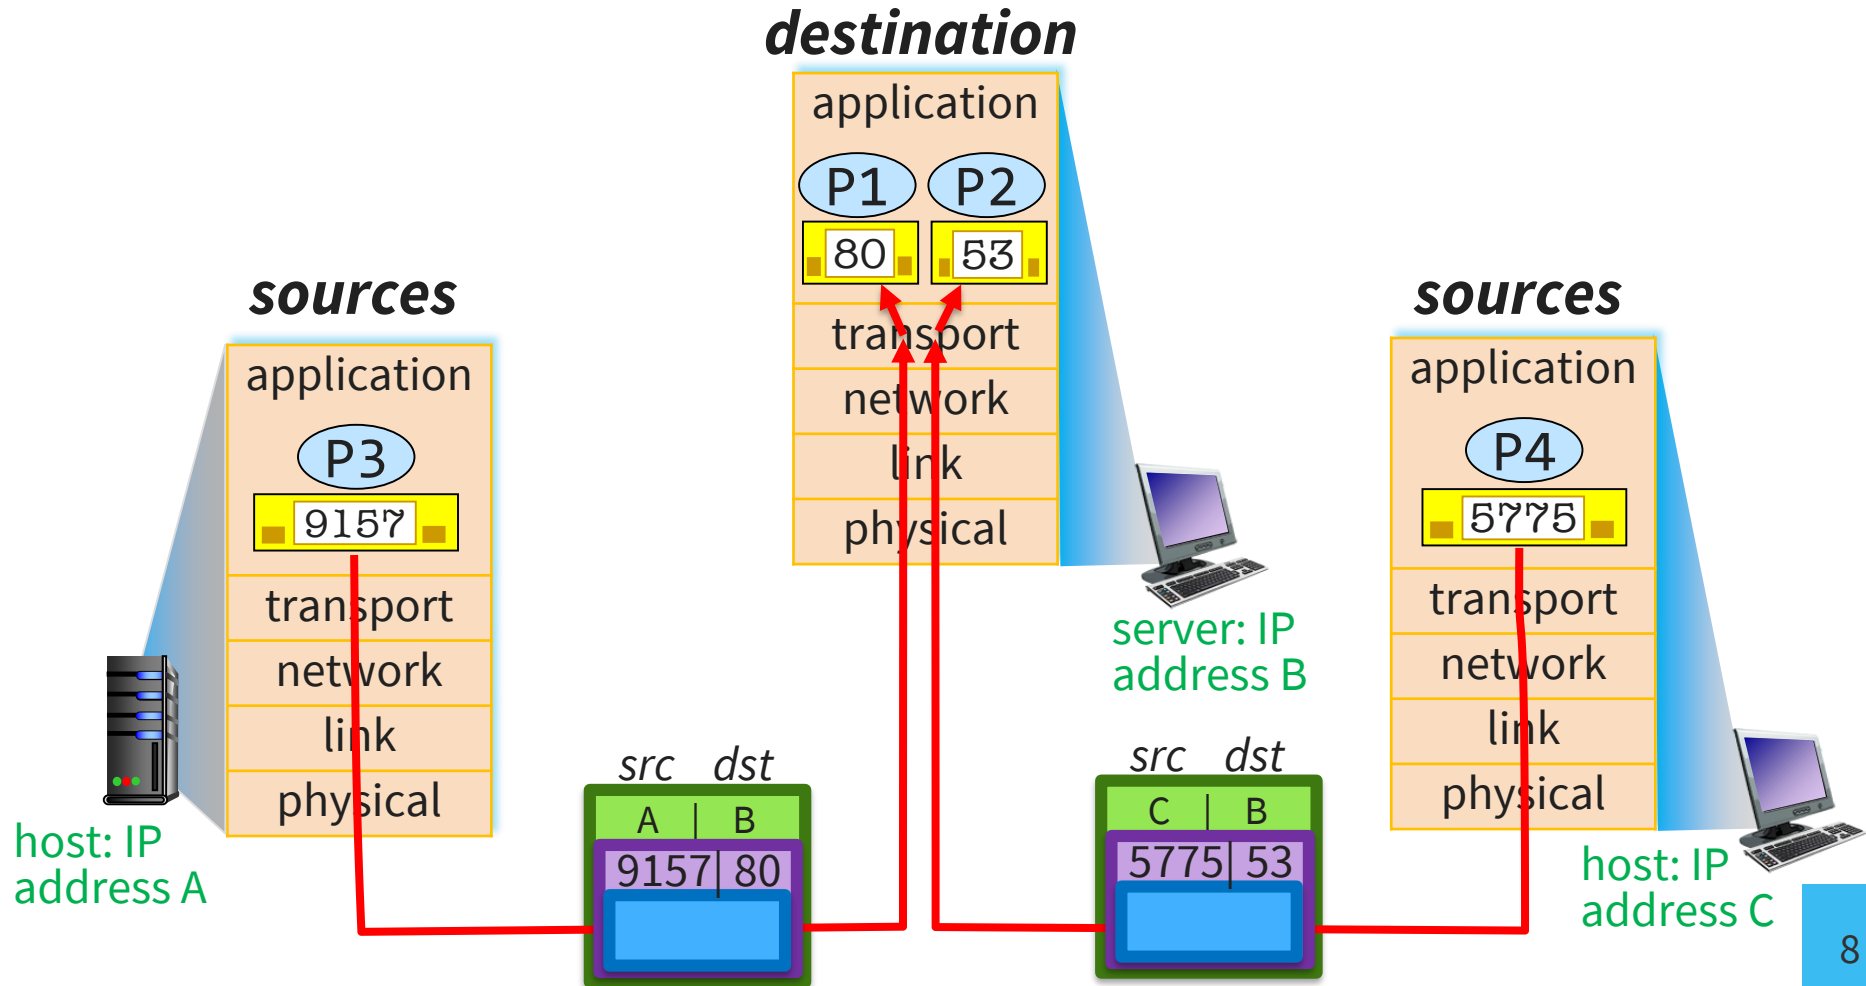 destination
application
P1 P2
80 53
transport
network
link
physical
server: IP
address B
sources
application
P3
9157
transport
network
link
physical
host: IP
address A
src dst
A | B
9157| 80
src dst
C | B
5775| 53
sources
application
P4
5775
transport
network
link
physical
host: IP
address C
8